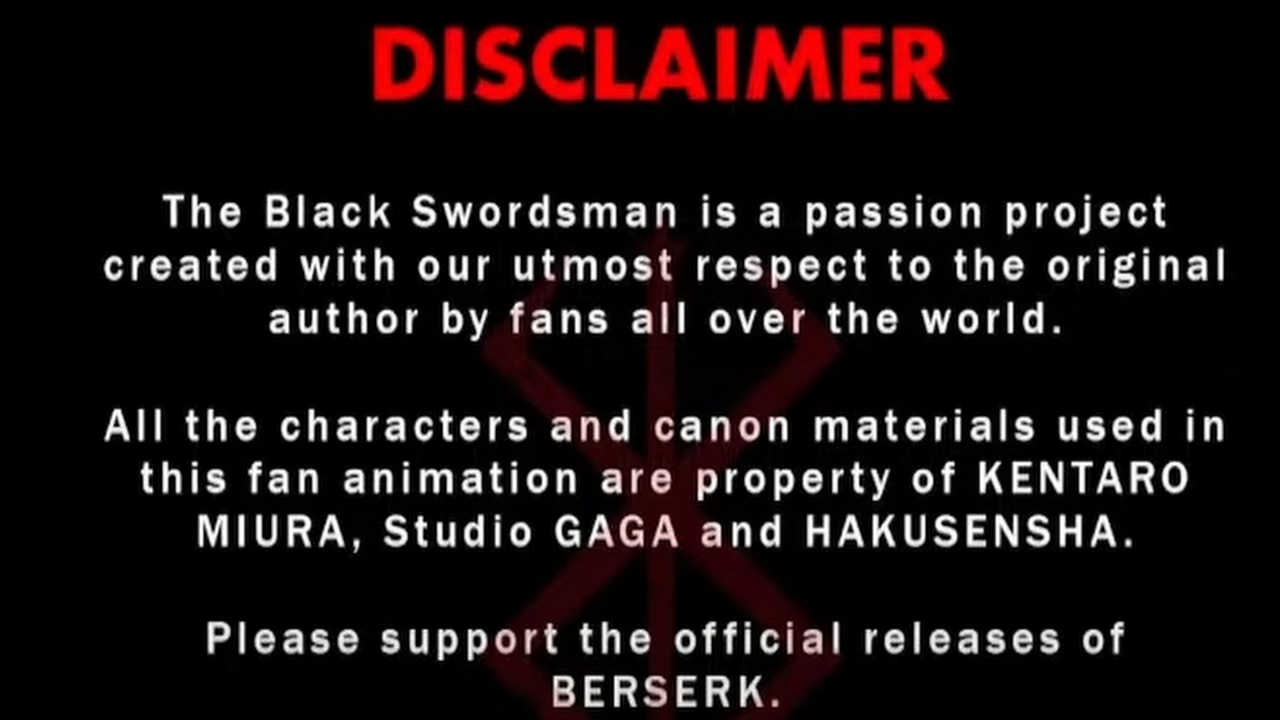 DISCLAIMER
The Black Swordsman is a passion project
created with our utmost respect to the original
author by fans all over the world.
All the characters and canon materials used in
this fan animation are property of KENTARO
MIURA, Studio GAGA and HAKUSENSHA.
Please support the official releases of
BERSERK.